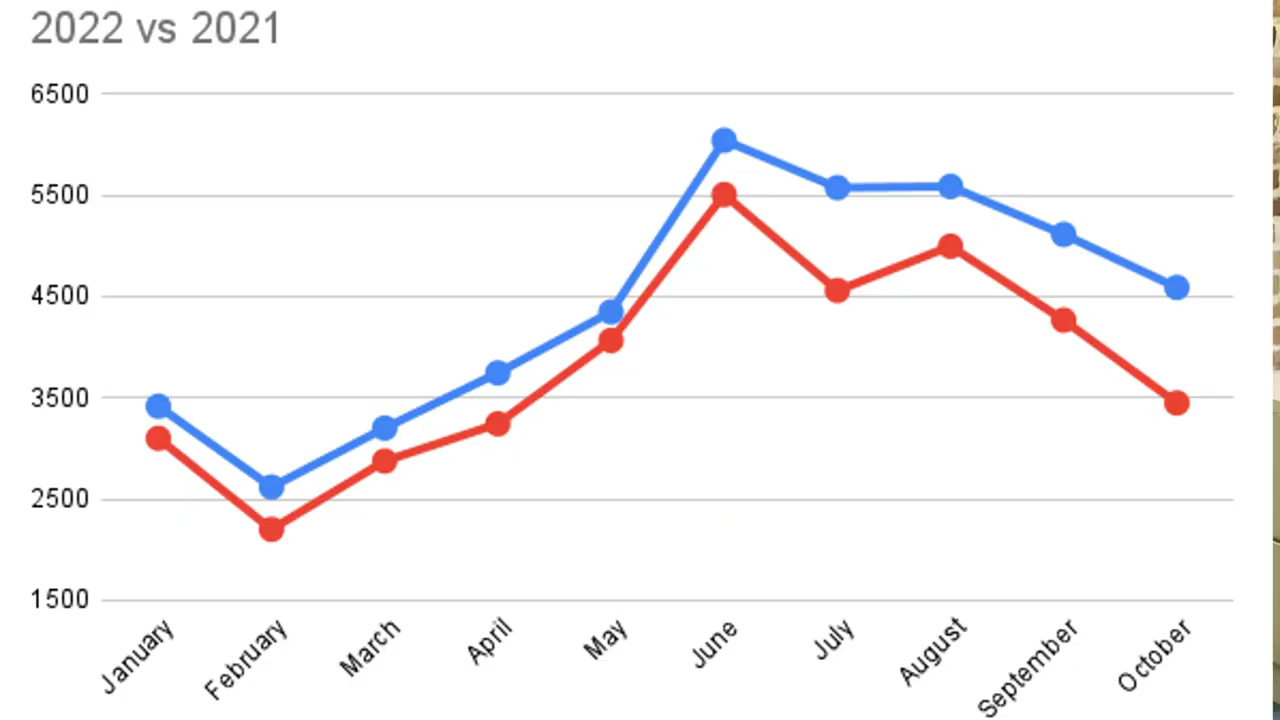 2022 vs 2021
6500
5500
4500
3500
2500
1500
January
February
March
April
May
June
July
August
September
October